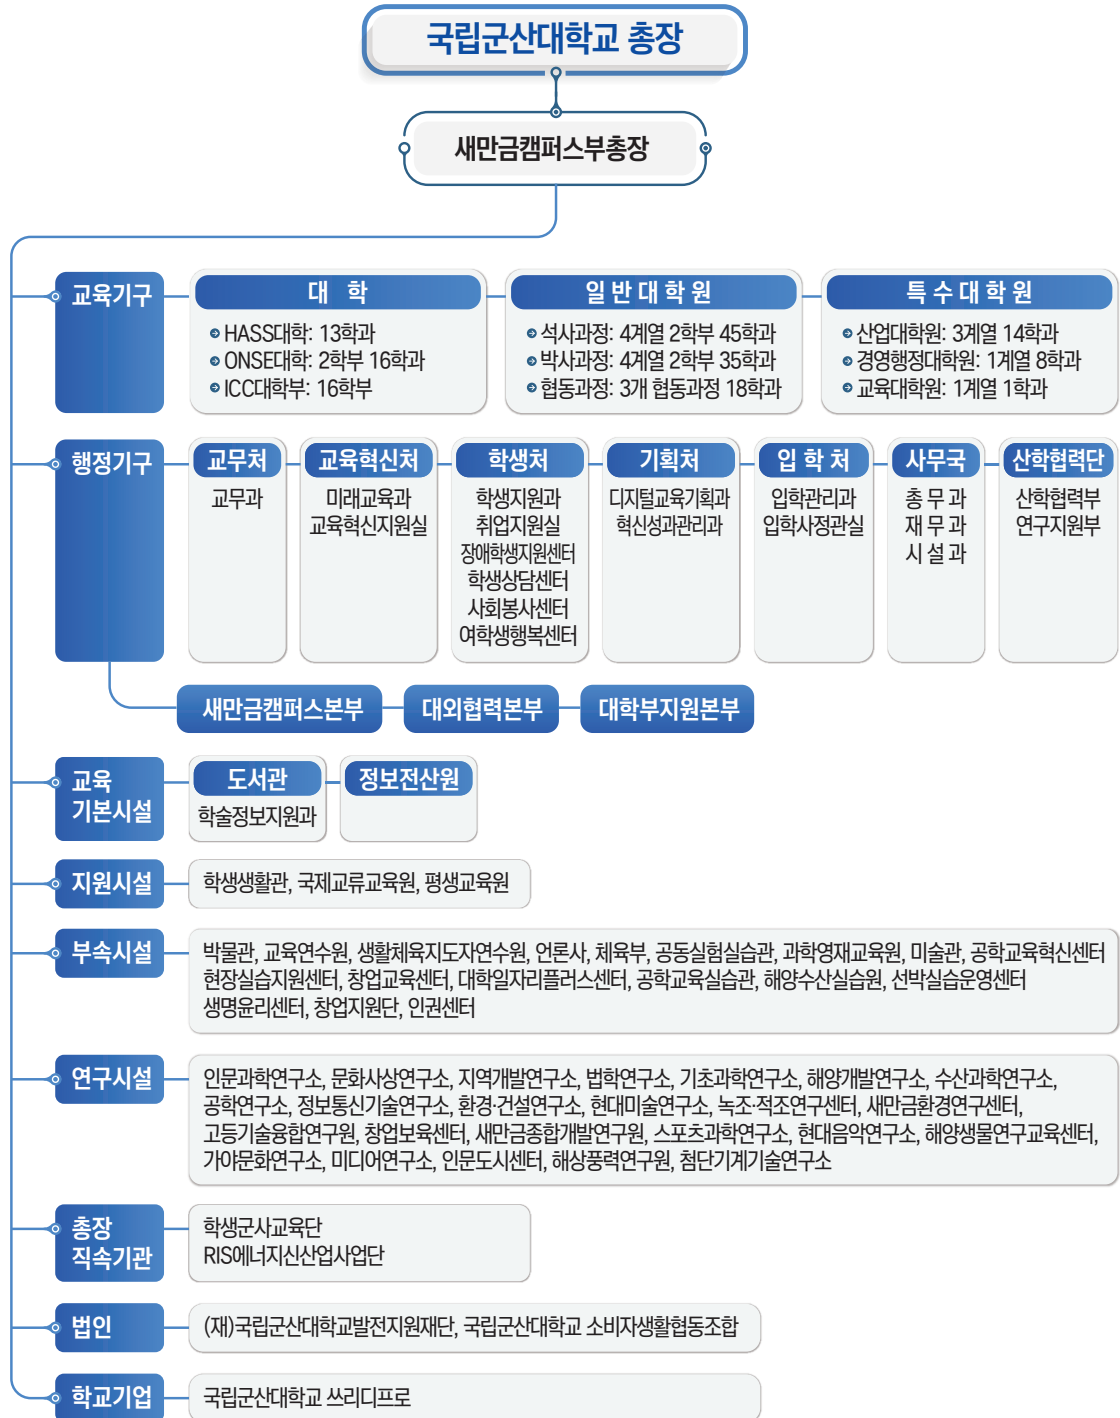 국립군산대학교 총장
새만금캠퍼스부총장
교육기구
대 학
HASS대학: 13학과
ONSE대학: 2학부 16학과
ICC대학부: 16학부
일 반 대 학 원
석사과정: 4계열 2학부 45학과
박사과정: 4계열 2학부 35학과
협동과정: 3개 협동과정 18학과
특 수 대 학 원
산업대학원: 3계열 14학과
경영행정대학원: 1계열 8학과
교육대학원: 1계열 1학과
행정기구
교무처
교무과
교육혁신처
미래교육과
교육혁신지원실
학생처
학생지원과
취업지원실
장애학생지원센터
학생상담센터
사회봉사센터
여학생행복센터
기획처
디지털교육기획과
혁신성과관리과
입 학 처
입학관리과
입학사정관실
사무국
총 무 과
재 무 과
시 설 과
산학협력단
산학협력부
연구지원부
새만금캠퍼스본부
대외협력본부
대학부지원본부
교육
기본시설
도서관
학술정보지원과
정보전산원
지원시설
학생생활관, 국제교류교육원, 평생교육원
부속시설
박물관, 교육연수원, 생활체육지도자연수원, 언론사, 체육부, 공동실험실습관, 과학영재교육원, 미술관, 공학교육혁신센터
현장실습지원센터, 창업교육센터, 대학일자리플러스센터, 공학교육실습관, 해양수산실습원, 선박실습운영센터
생명윤리센터, 창업지원단, 인권센터
연구시설
인문과학연구소, 문화사상연구소, 지역개발연구소, 법학연구소, 기초과학연구소, 해양개발연구소, 수산과학연구소,
공학연구소, 정보통신기술연구소, 환경·건설연구소, 현대미술연구소, 녹조·적조연구센터, 새만금환경연구센터,
고등기술융합연구원, 창업보육센터, 새만금종합개발연구원, 스포츠과학연구소, 현대음악연구소, 해양생물연구교육센터,
가야문화연구소, 미디어연구소, 인문도시센터, 해상풍력연구원, 첨단기계기술연구소
총장
직속기관
학생군사교육단
RIS에너지신산업사업단
법인
(재)국립군산대학교발전지원재단, 국립군산대학교 소비자생활협동조합
학교기업
국립군산대학교 쓰리디프로